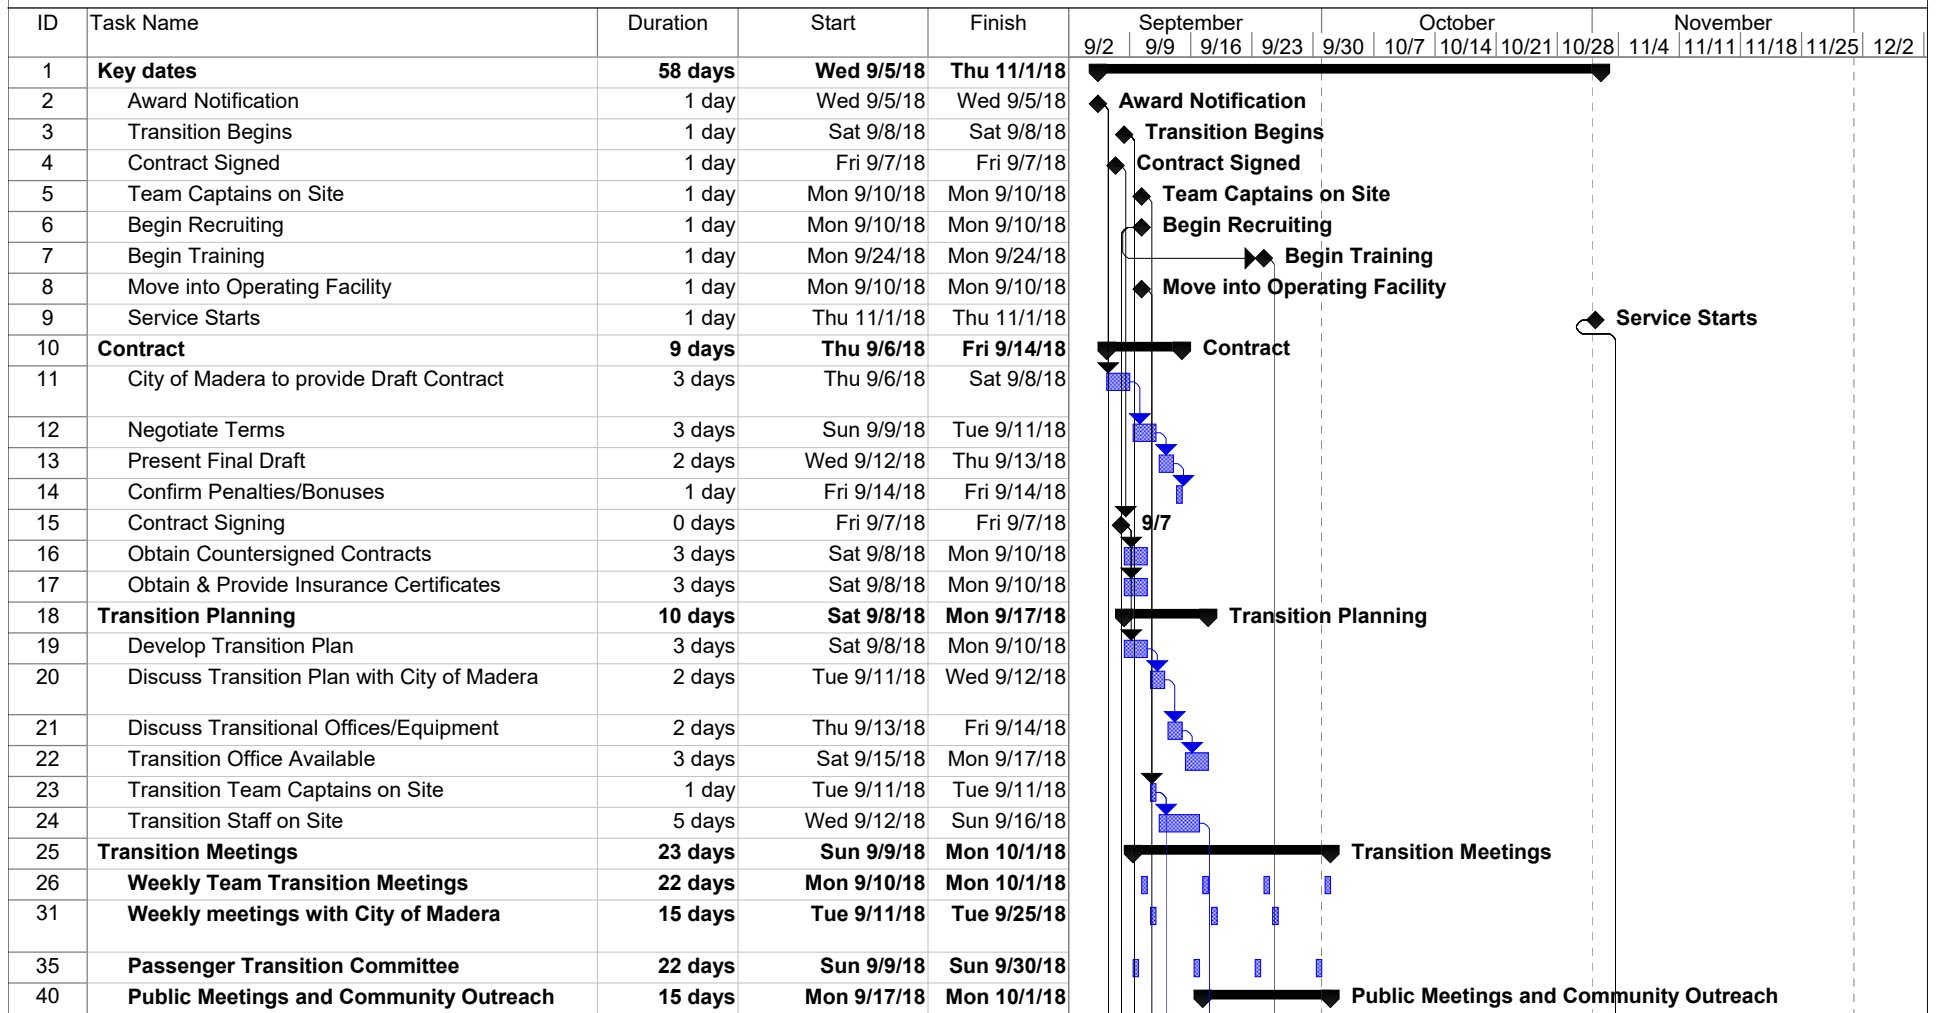 ID Task Name Duration Start Finish September October November
9/2 9/9 9/16 9/23 9/30 10/7 10/14 10/21 10/28 11/4 11/11 11/18 11/25 12/2
1 Key dates 58 days Wed 9/5/18 Thu 11/1/18
2 Award Notification 1 day Wed 9/5/18 Wed 9/5/18 Award Notification
3 Transition Begins 1 day Sat 9/8/18 Sat 9/8/18 Transition Begins
4 Contract Signed 1 day Fri 9/7/18 Fri 9/7/18 Contract Signed
5 Team Captains on Site 1 day Mon 9/10/18 Mon 9/10/18 Team Captains on Site
6 Begin Recruiting 1 day Mon 9/10/18 Mon 9/10/18 Begin Recruiting
7 Begin Training 1 day Mon 9/24/18 Mon 9/24/18 Begin Training
8 Move into Operating Facility 1 day Mon 9/10/18 Mon 9/10/18 Move into Operating Facility
9 Service Starts 1 day Thu 11/1/18 Thu 11/1/18 Service Starts
10 Contract 9 days Thu 9/6/18 Fri 9/14/18 Contract
11 City of Madera to provide Draft Contract 3 days Thu 9/6/18 Sat 9/8/18
12 Negotiate Terms 3 days Sun 9/9/18 Tue 9/11/18
13 Present Final Draft 2 days Wed 9/12/18 Thu 9/13/18
14 Confirm Penalties/Bonuses 1 day Fri 9/14/18 Fri 9/14/18
15 Contract Signing 0 days Fri 9/7/18 Fri 9/7/18 9/7
16 Obtain Countersigned Contracts 3 days Sat 9/8/18 Mon 9/10/18
17 Obtain & Provide Insurance Certificates 3 days Sat 9/8/18 Mon 9/10/18
18 Transition Planning 10 days Sat 9/8/18 Mon 9/17/18 Transition Planning
19 Develop Transition Plan 3 days Sat 9/8/18 Mon 9/10/18
20 Discuss Transition Plan with City of Madera 2 days Tue 9/11/18 Wed 9/12/18
21 Discuss Transitional Offices/Equipment 2 days Thu 9/13/18 Fri 9/14/18
22 Transition Office Available 3 days Sat 9/15/18 Mon 9/17/18
23 Transition Team Captains on Site 1 day Tue 9/11/18 Tue 9/11/18
24 Transition Staff on Site 5 days Wed 9/12/18 Sun 9/16/18
25 Transition Meetings 23 days Sun 9/9/18 Mon 10/1/18 Transition Meetings
26 Weekly Team Transition Meetings 22 days Mon 9/10/18 Mon 10/1/18
31 Weekly meetings with City of Madera 15 days Tue 9/11/18 Tue 9/25/18
35 Passenger Transition Committee 22 days Sun 9/9/18 Sun 9/30/18
40 Public Meetings and Community Outreach 15 days Mon 9/17/18 Mon 10/1/18 Public Meetings and Community Outreach